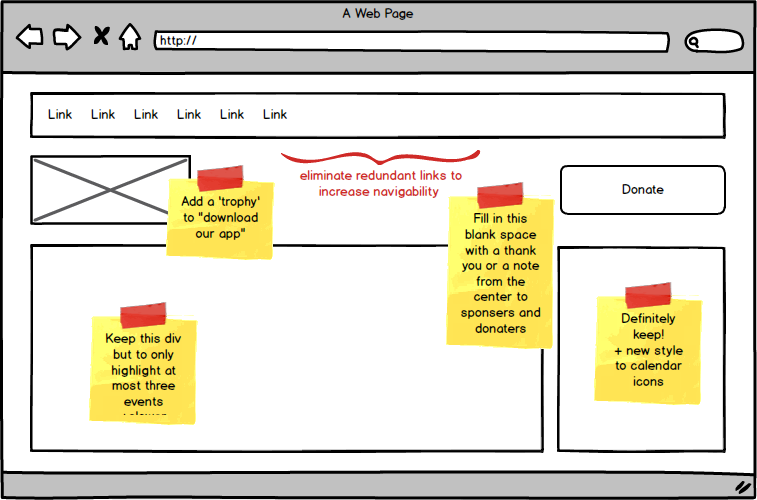 A Web Page
http://
Link Link Link Link Link Link
eliminate redundant links to
increase navigability
Add a 'trophy'
to "download
our app"
Fill in this
blank space
with a thank
you or a note
from the
center to
sponsers and
donaters
Donate
Keep this div
but to only
highlight at
most three
events
Definitely
keep!
+ new style
to calendar
icons